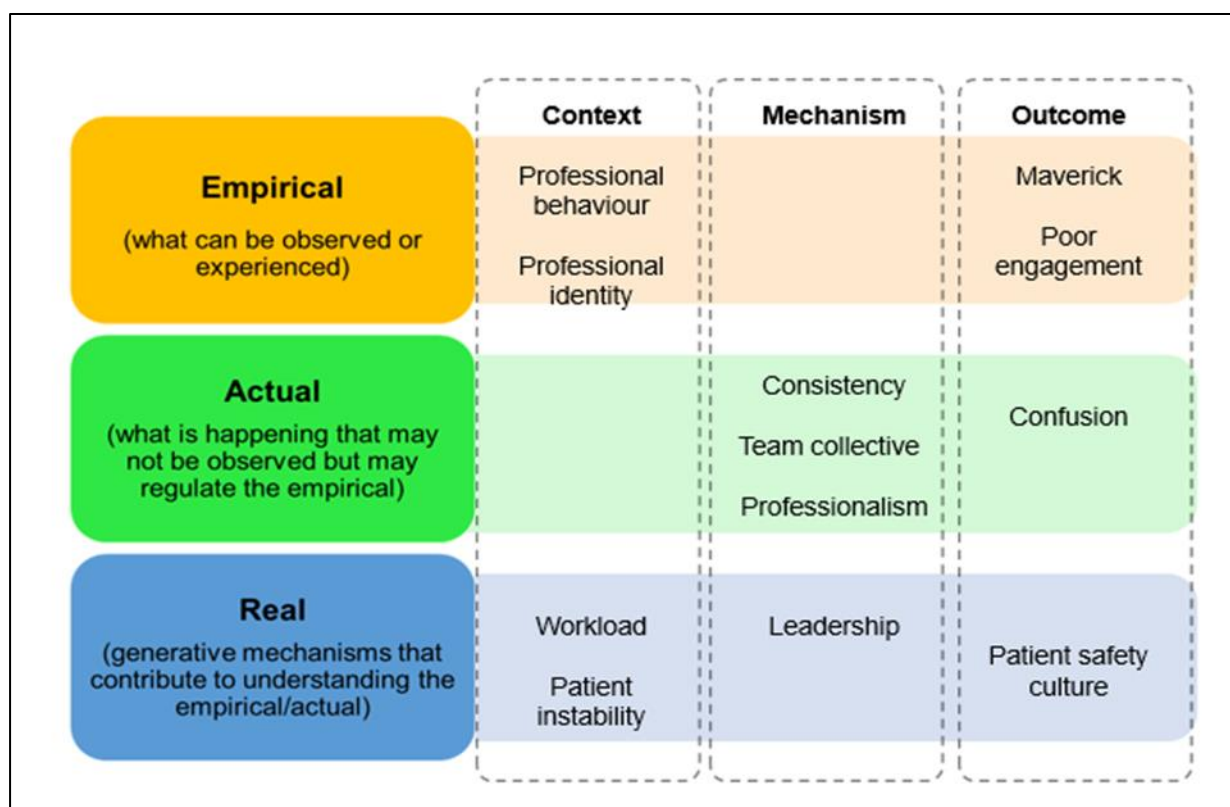 Context
Mechanism
Outcome
Empirical
(what can be observed or
experienced)
Professional
behaviour
Professional
identity
Maverick
Poor
engagement
Actual
(what is happening that may
not be observed but may
regulate the empirical)
Consistency
Team collective
Professionalism
Confusion
Real
(generative mechanisms that
contribute to understanding the
empirical/actual)
Workload
Patient
instability
Leadership
Patient safety
culture